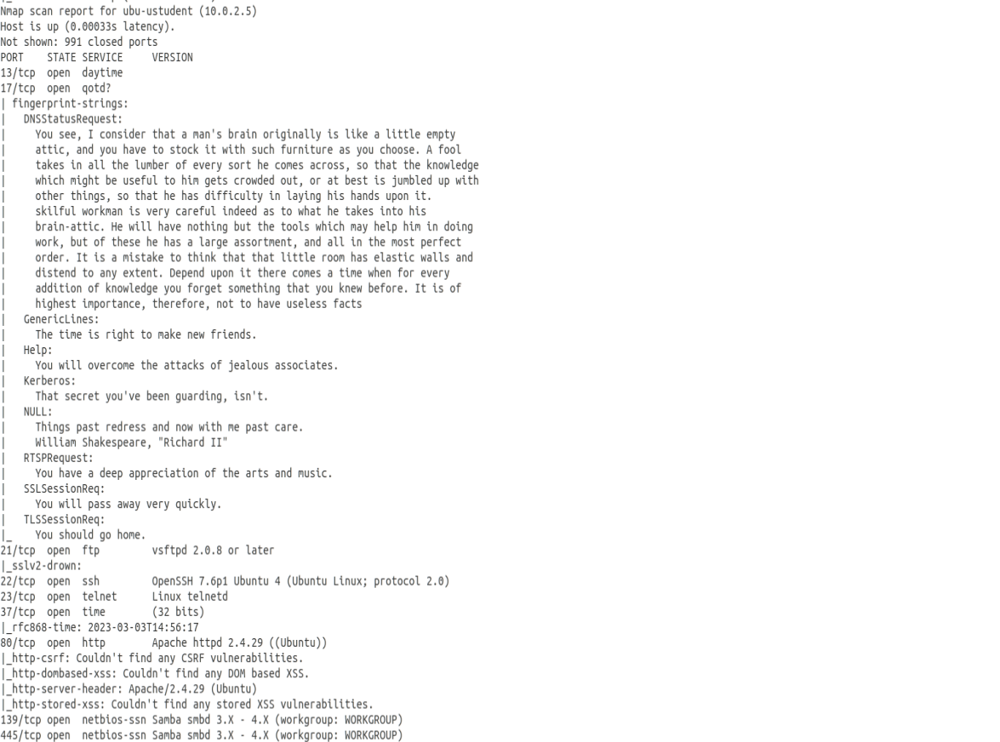 Nmap scan report for ubu-ustudent (10.0.2.5)
Host is up (0.00033s latency).
Not shown: 991 closed ports
PORT    STATE SERVICE     VERSION
13/tcp  open  daytime
17/tcp  open  qotd?
| fingerprint-strings:
|   DNSStatusRequest:
|     You see, I consider that a man's brain originally is like a little empty
|     attic, and you have to stock it with such furniture as you choose. A fool
|     takes in all the lumber of every sort he comes across, so that the knowledge
|     which might be useful to him gets crowded out, or at best is jumbled up with
|     other things, so that he has difficulty in laying his hands upon it.
|     skilful workman is very careful indeed as to what he takes into his
|     brain-attic. He will have nothing but the tools which may help him in doing
|     work, but of these he has a large assortment, and all in the most perfect
|     order. It is a mistake to think that that little room has elastic walls and
|     distend to any extent. Depend upon it there comes a time when for every
|     addition of knowledge you forget something that you knew before. It is of
|     highest importance, therefore, not to have useless facts
|   GenericLines:
|     The time is right to make new friends.
|   Help:
|     You will overcome the attacks of jealous associates.
|   Kerberos:
|     That secret you've been guarding, isn't.
|   NULL:
|     Things past redress and now with me past care.
|     William Shakespeare, "Richard II"
|   RTSPRequest:
|     You have a deep appreciation of the arts and music.
|   SSLSessionReq:
|     You will pass away very quickly.
|   TLSSessionReq:
|_    You should go home.
21/tcp  open  ftp         vsftpd 2.0.8 or later
|_sslv2-drown:
22/tcp  open  ssh         OpenSSH 7.6p1 Ubuntu 4 (Ubuntu Linux; protocol 2.0)
23/tcp  open  telnet      Linux telnetd
37/tcp  open  time        (32 bits)
|_rfc868-time: 2023-03-03T14:56:17
80/tcp  open  http        Apache httpd 2.4.29 ((Ubuntu))
|_http-csrf: Couldn't find any CSRF vulnerabilities.
|_http-dombased-xss: Couldn't find any DOM based XSS.
|_http-server-header: Apache/2.4.29 (Ubuntu)
|_http-stored-xss: Couldn't find any stored XSS vulnerabilities.
139/tcp open  netbios-ssn Samba smbd 3.X - 4.X (workgroup: WORKGROUP)
445/tcp open  netbios-ssn Samba smbd 3.X - 4.X (workgroup: WORKGROUP)